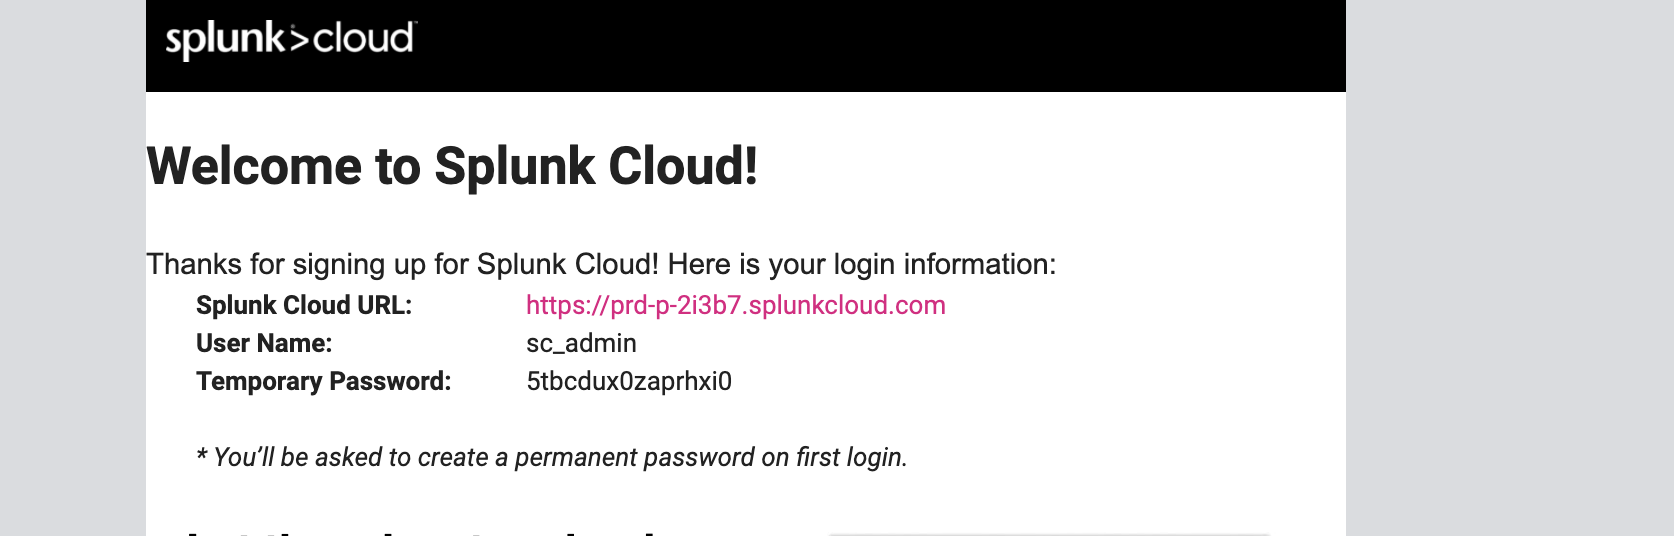 splunk>cloud
Welcome to Splunk Cloud!
Thanks for signing up for Splunk Cloud! Here is your login information:
Splunk Cloud URL: https://prd-p-2i3b7.splunkcloud.com
User Name: sc_admin
Temporary Password: 5tbcdux0zaprhxi0
* You’ll be asked to create a permanent password on first login.